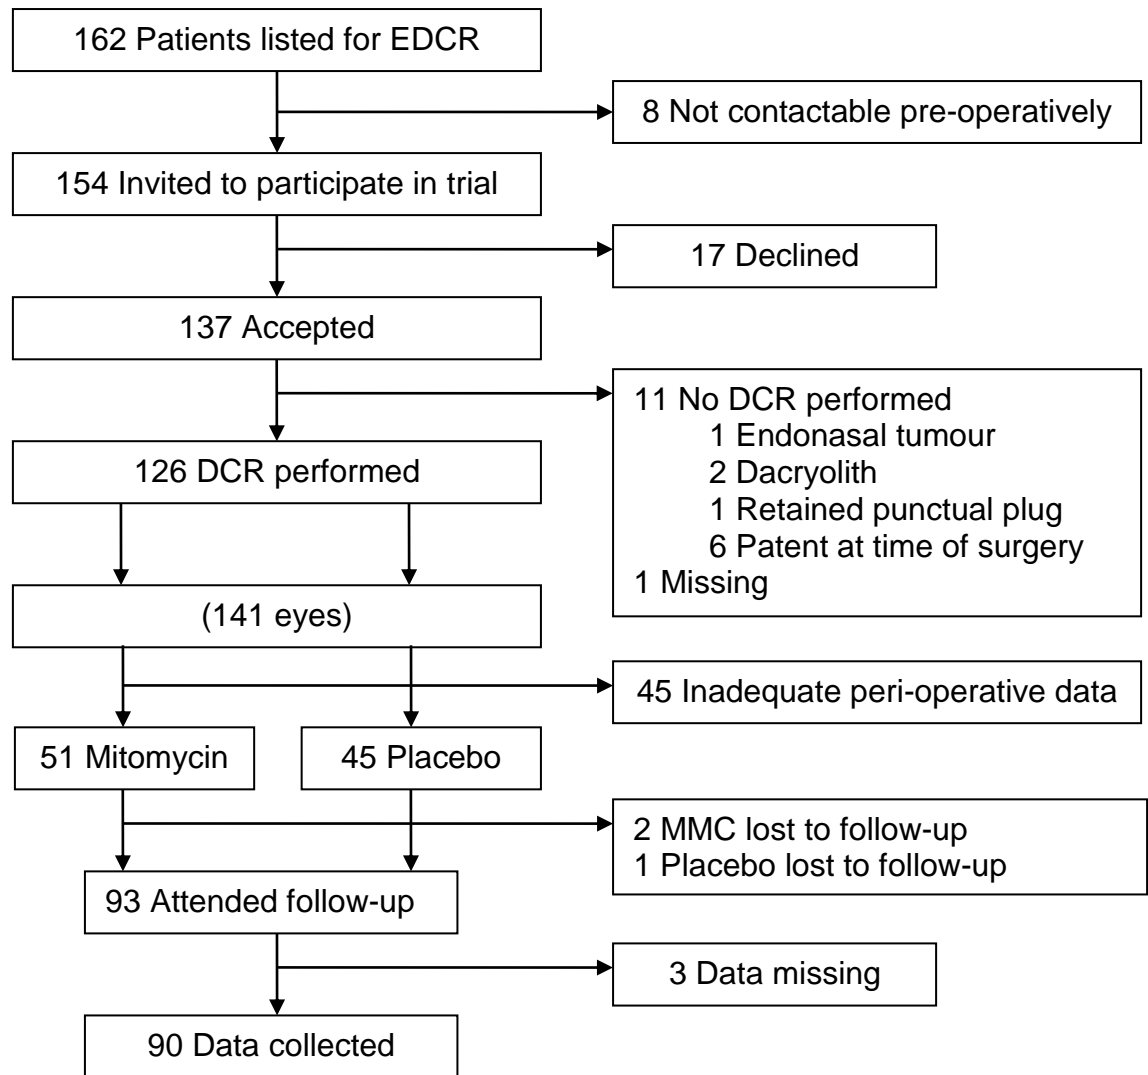 162 Patients listed for EDCR
8 Not contactable pre-operatively
154 Invited to participate in trial
17 Declined
137 Accepted
11 No DCR performed
1 Endonasal tumour
2 Dacryolith
1 Retained punctual plug
6 Patent at time of surgery
1 Missing
126 DCR performed
(141 eyes)
45 Inadequate peri-operative data
51 Mitomycin
45 Placebo
2 MMC lost to follow-up
1 Placebo lost to follow-up
93 Attended follow-up
3 Data missing
90 Data collected